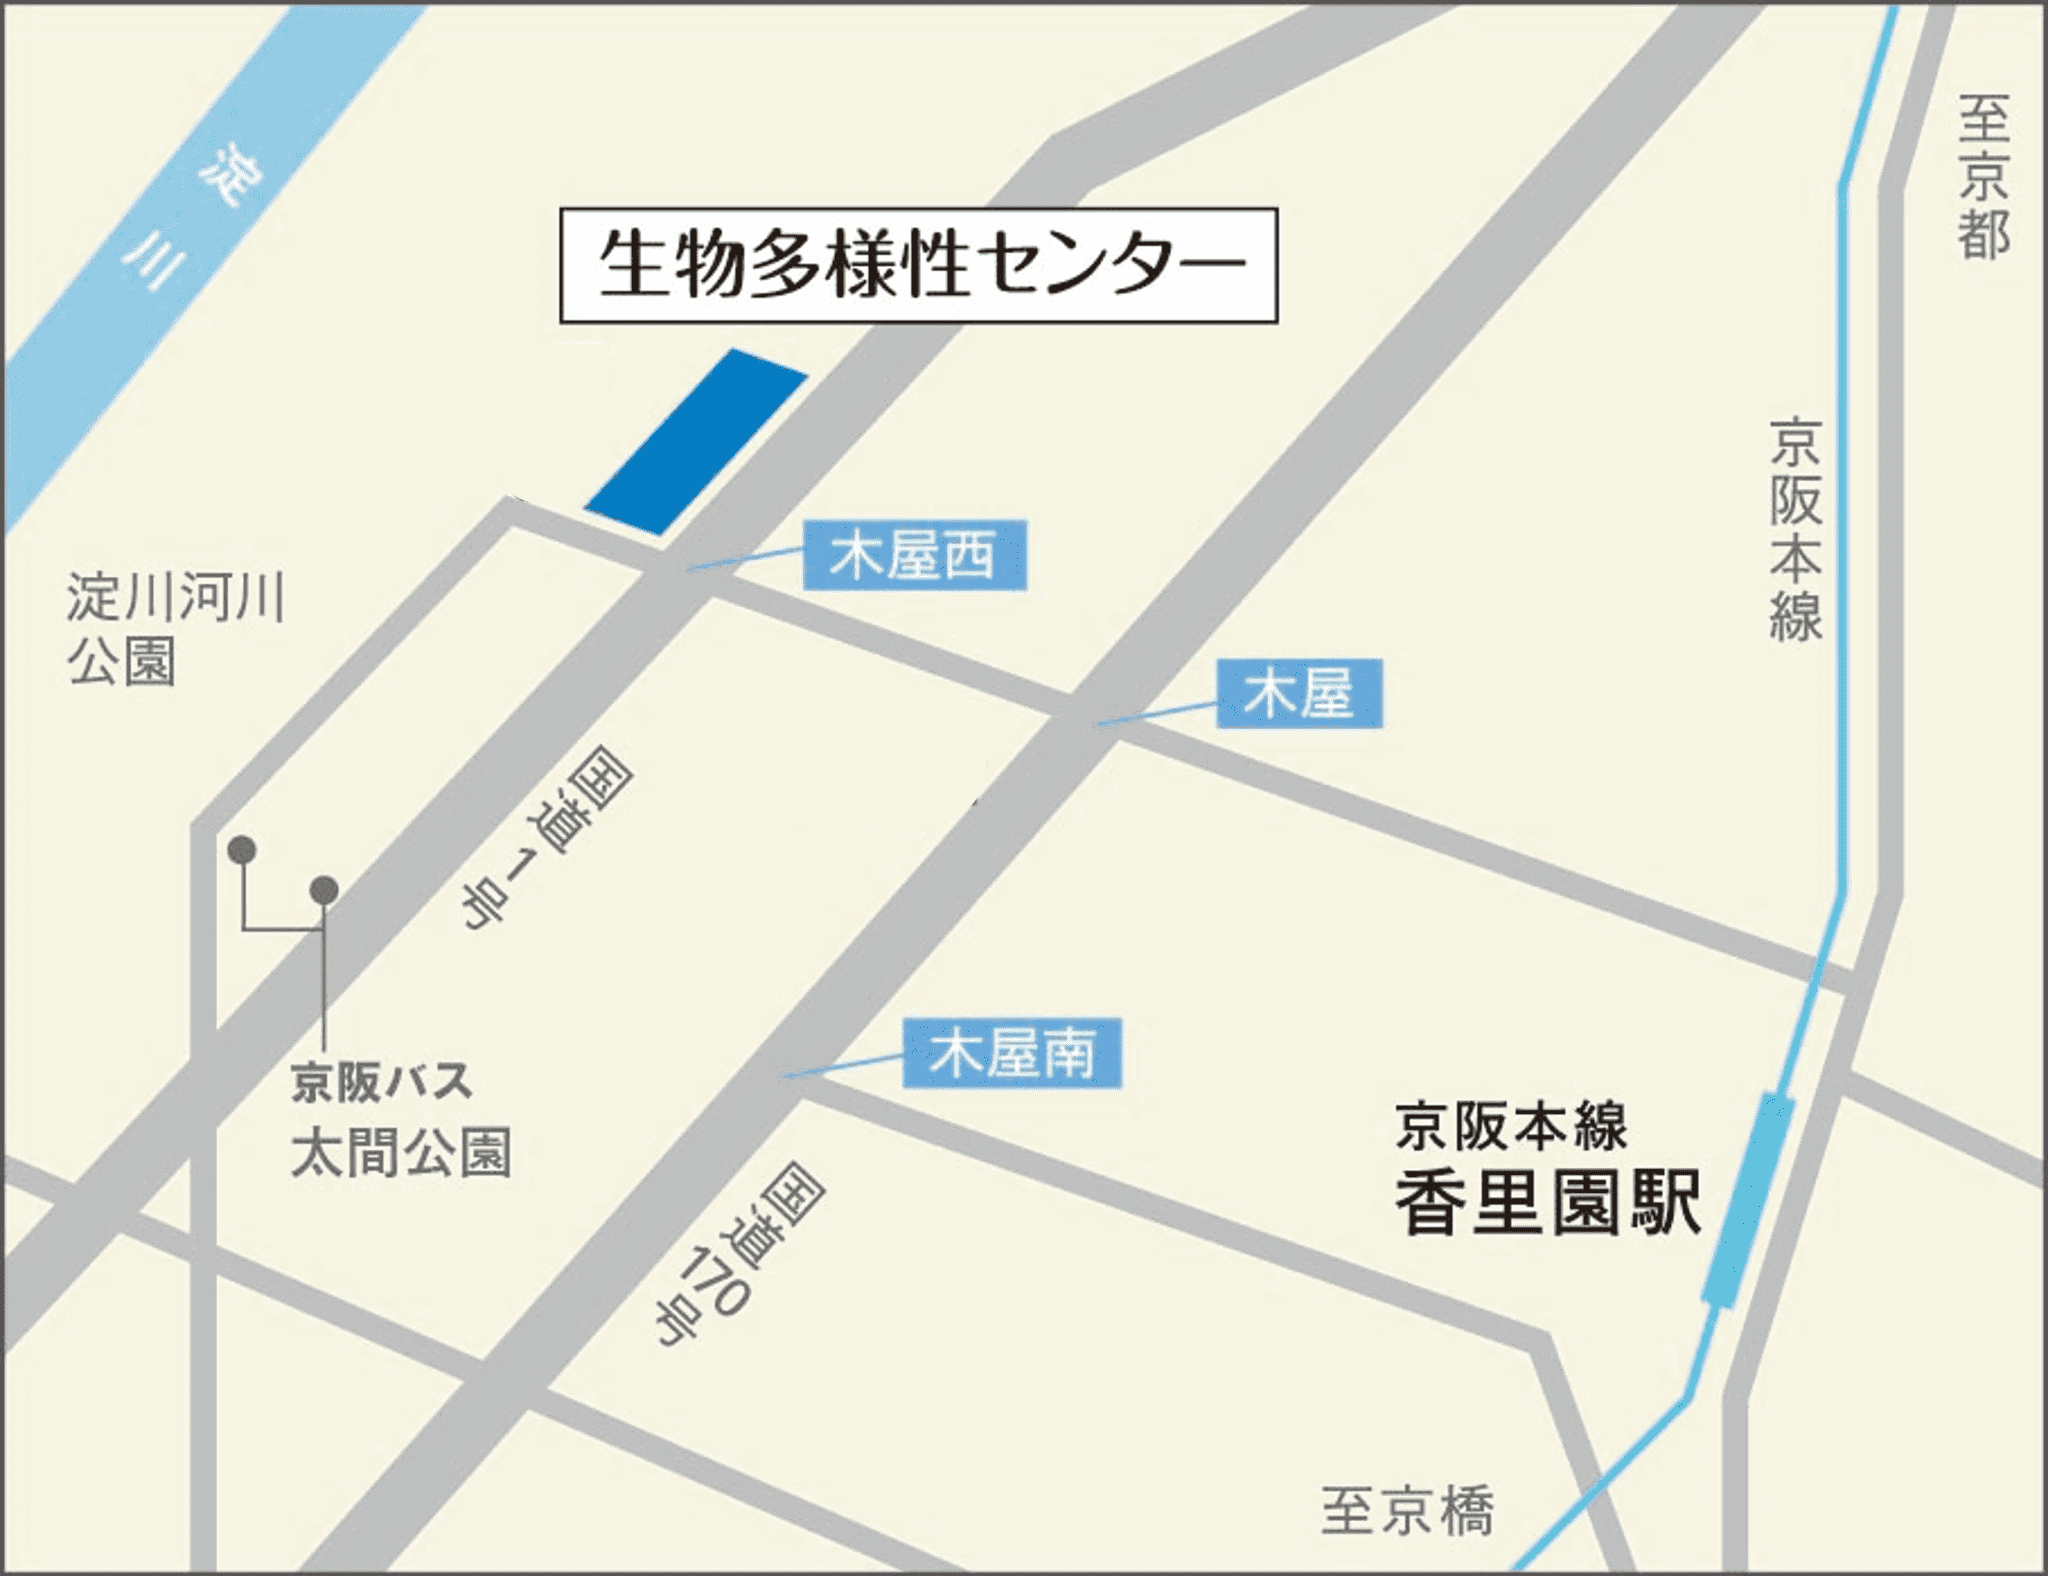 淀川
至京都
生物多様性センター
京阪本線
木屋西
淀川河川
公園
木屋
国道1号
木屋南
京阪バス
太間公園
京阪本線
香里園駅
国道170号
至京橋